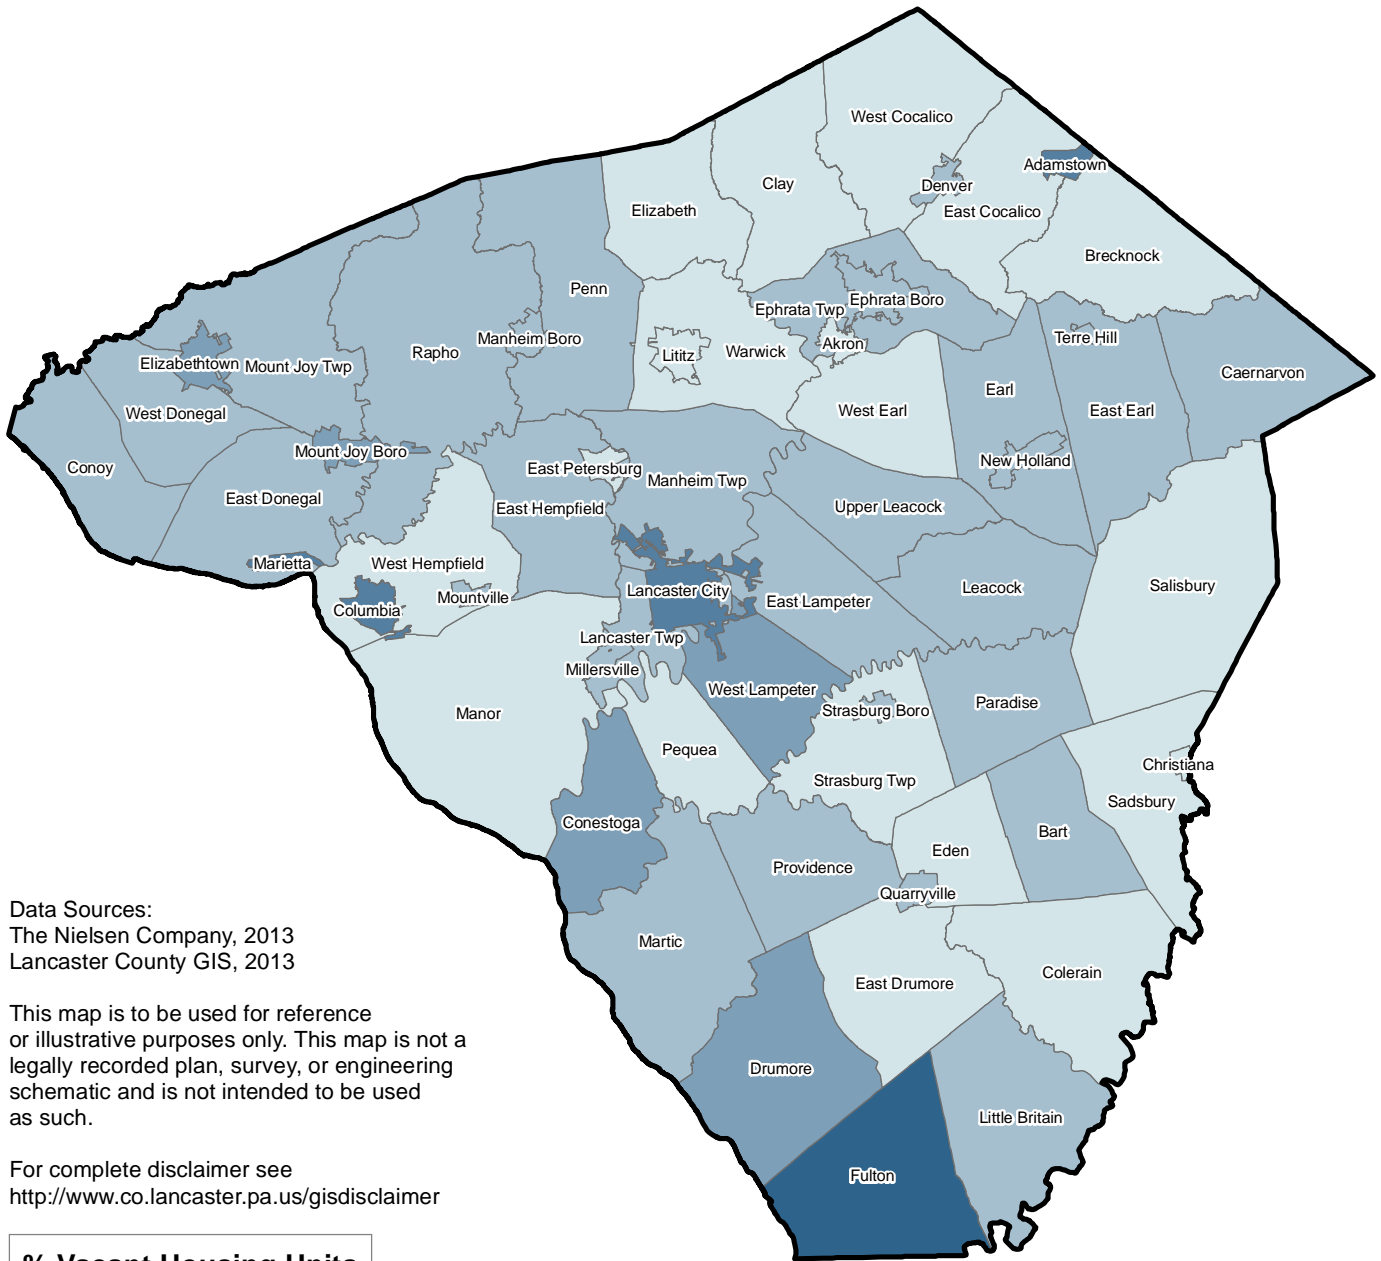 West Cocalico
Adamstown
Clay
Denver
Elizabeth
East Cocalico
Brecknock
Penn
Ephrata Twp
Ephrata Boro
Manheim Boro
Terre Hill
Akron
Rapho
Lititz
Warwick
Elizabethtown
Mount Joy Twp
Caernarvon
Earl
West Earl
East Earl
West Donegal
Mount Joy Boro
New Holland
Conoy
East Petersburg
Manheim Twp
East Donegal
East Hempfield
Upper Leacock
Marietta
West Hempfield
Salisbury
Lancaster City
Leacock
Mountville
Columbia
East Lampeter
Lancaster Twp
Millersville
West Lampeter
Paradise
Strasburg Boro
Manor
Pequea
Christiana
Strasburg Twp
Sadsbury
Conestoga
Bart
Eden
Providence
Quarryville
Martic
Colerain
East Drumore
Drumore
Little Britain
Fulton
Data Sources:
The Nielsen Company, 2013
Lancaster County GIS, 2013
This map is to be used for reference
or illustrative purposes only. This map is not a
legally recorded plan, survey, or engineering
schematic and is not intended to be used
as such.
For complete disclaimer see
http://www.co.lancaster.pa.us/gisdisclaimer
% Vacant Housing Units